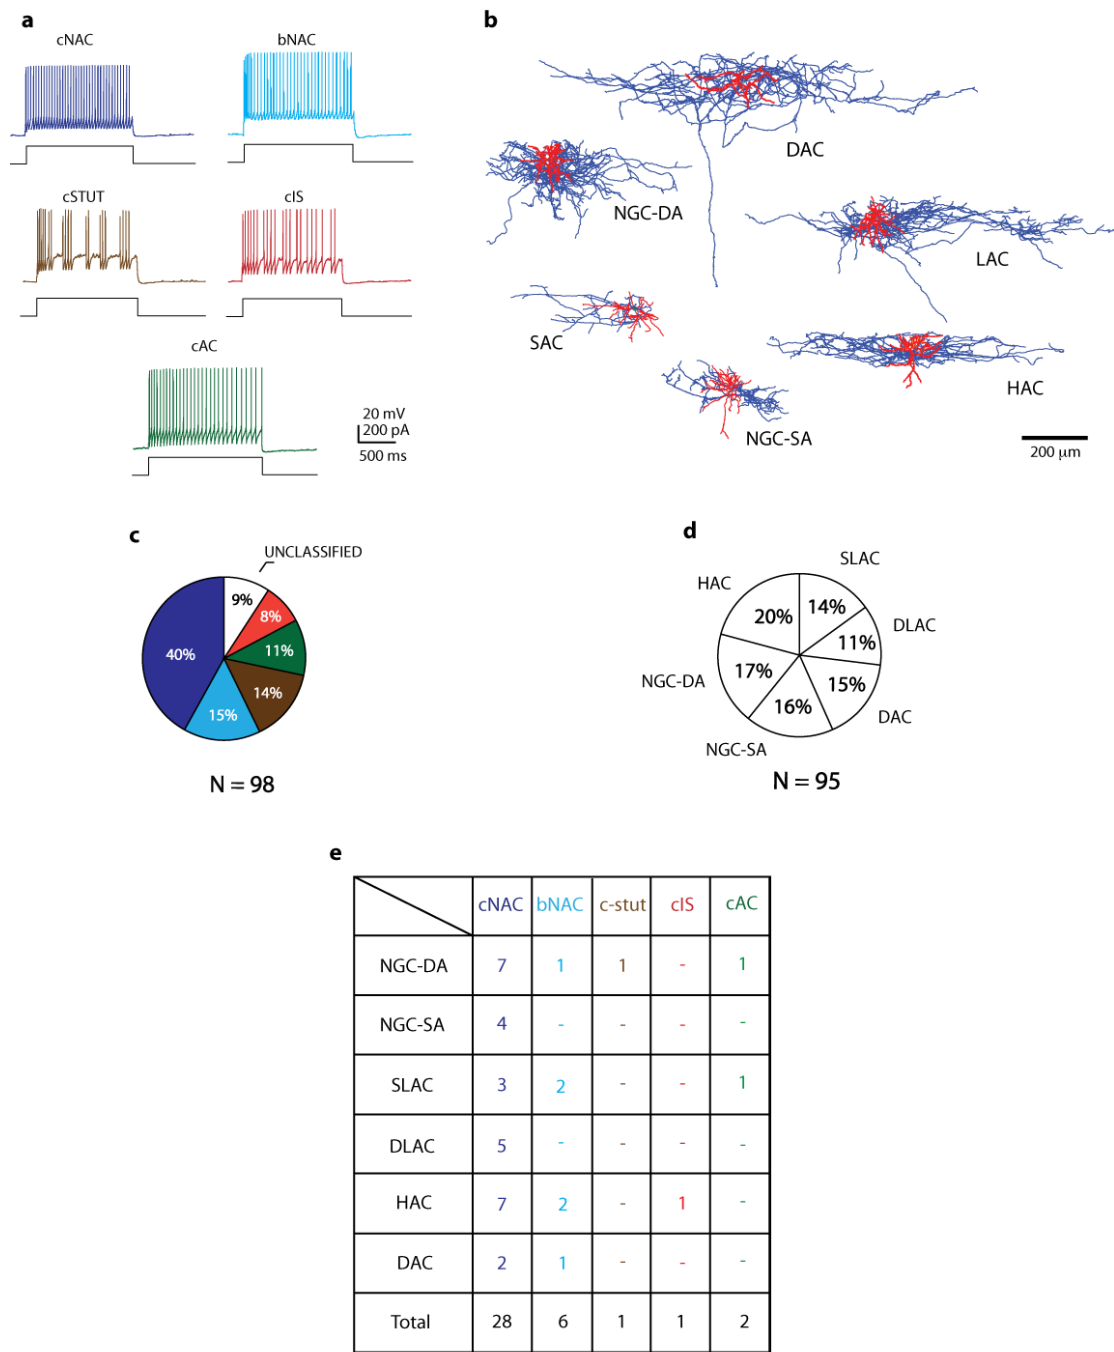 a
cNAC
bNAC
cSTUT
cIS
cAC
20 mV
200 pA
500 ms
b
DAC
NGC-DA
LAC
SAC
HAC
NGC-SA
200 µm
c
UNCLASSIFIED
9%
8%
11%
14%
15%
40%
N = 98
d
SLAC
HAC
14%
20%
DLAC
11%
NGC-DA
17%
15%
DAC
16%
NGC-SA
N = 95
e
cNAC bNAC c-stut cIS cAC
NGC-DA 7 1 1 - 1
NGC-SA 4 - - - -
SLAC 3 2 - - 1
DLAC 5 - - - -
HAC 7 2 - 1 -
DAC 2 1 - - -
Total 28 6 1 1 2